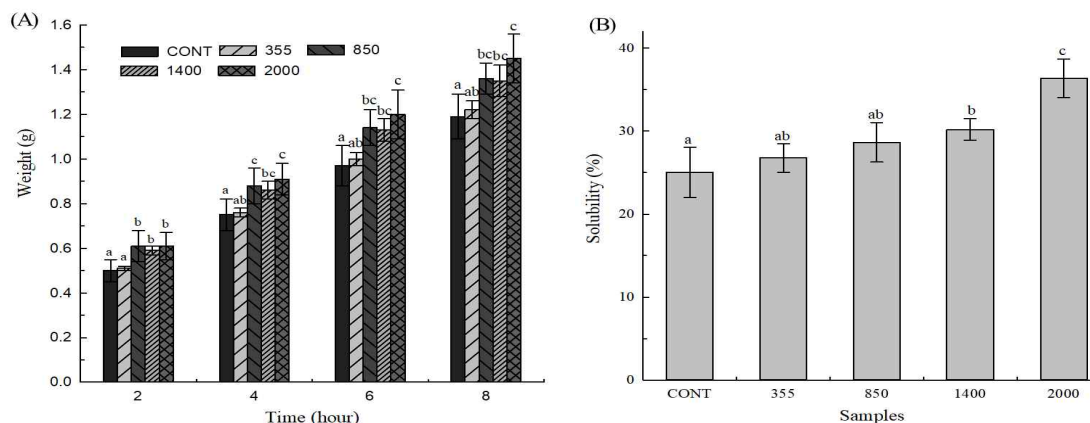 (A)
1.6
1.4
1.2
1.0
0.8
0.6
0.4
0.2
0.0
Weight (g)
CONT 355 850
1400 2000
a a b b b
a ab c bc c
a ab bc bc c
a ab bc bc c
2 4 6 8
Time (hour)
(B)
40
30
20
10
0
Solubility (%)
a ab ab b c
CONT 355 850 1400 2000
Samples